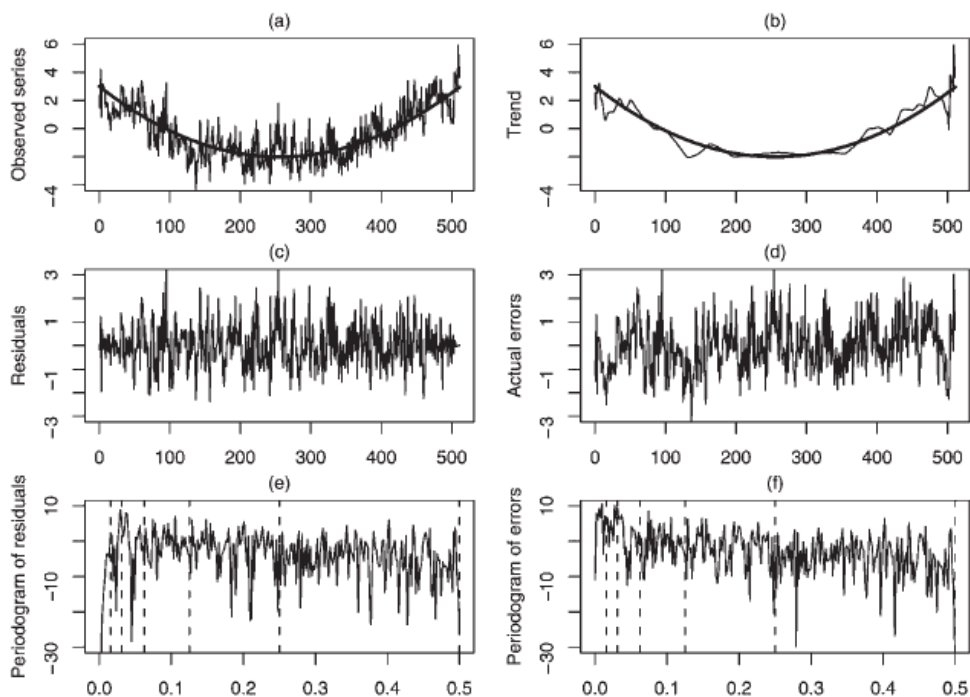 (a)
Observed series
6
4
2
0
−4
0 100 200 300 400 500
(b)
Trend
6
4
2
0
−4
0 100 200 300 400 500
(c)
Residuals
3
1
−1
−3
0 100 200 300 400 500
(d)
Actual errors
3
1
−1
−3
0 100 200 300 400 500
(e)
Periodogram of residuals
10
−10
−30
0.0 0.1 0.2 0.3 0.4 0.5
(f)
Periodogram of errors
10
−10
−30
0.0 0.1 0.2 0.3 0.4 0.5